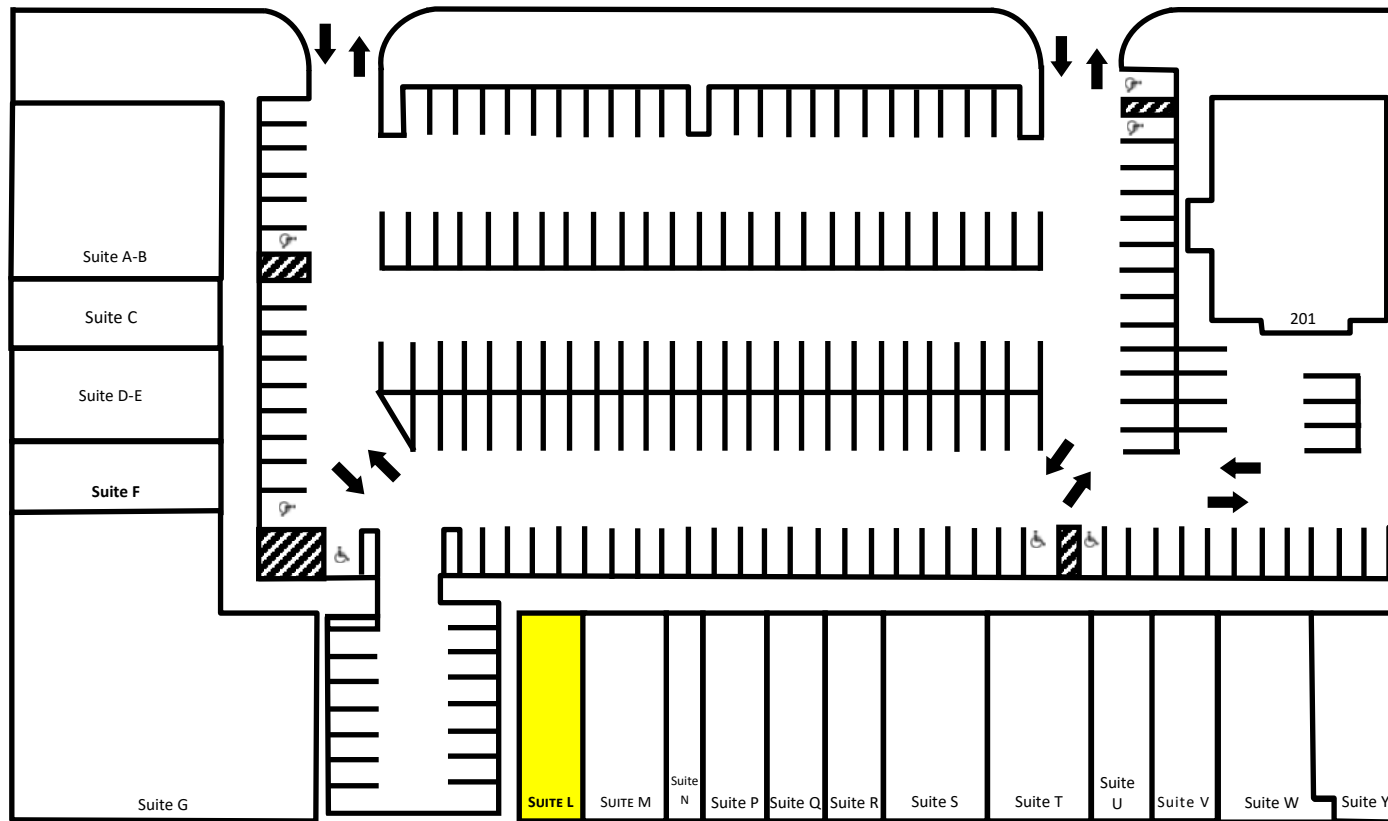 Suite A-B
Suite C
201
Suite D-E
Suite F
Suite G
SUITE L
SUITE M
Suite
N
Suite P
Suite Q
Suite R
Suite S
Suite T
Suite
U
Suite V
Suite W
Suite Y